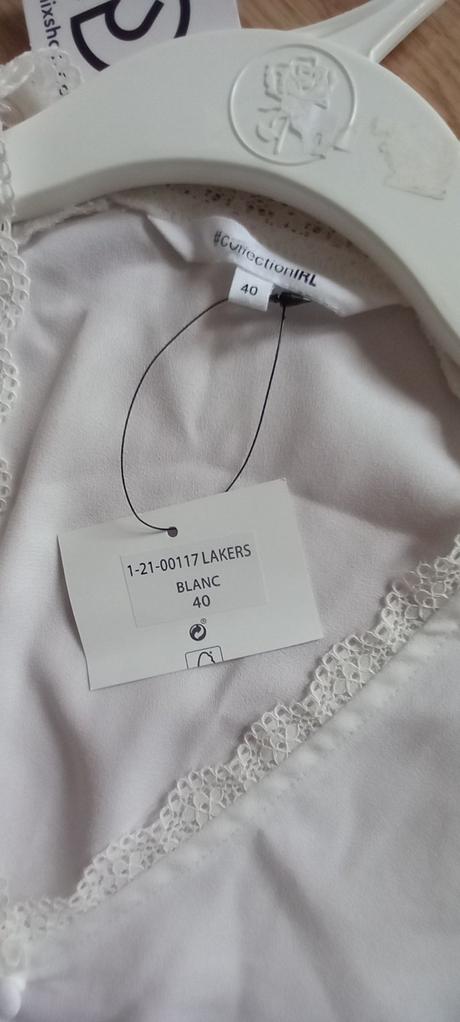 #collectionIRL
40
1-21-00117 LAKERS
BLANC
40